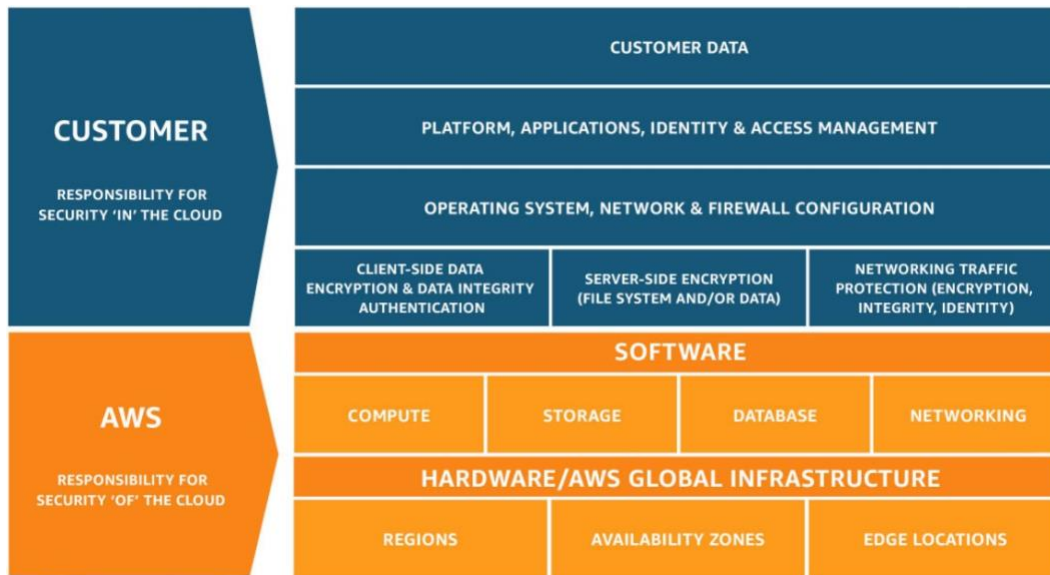 CUSTOMER
RESPONSIBILITY FOR
SECURITY ‘IN’ THE CLOUD
CUSTOMER DATA
PLATFORM, APPLICATIONS, IDENTITY & ACCESS MANAGEMENT
OPERATING SYSTEM, NETWORK & FIREWALL CONFIGURATION
CLIENT-SIDE DATA
ENCRYPTION & DATA INTEGRITY
AUTHENTICATION
SERVER-SIDE ENCRYPTION
(FILE SYSTEM AND/OR DATA)
NETWORKING TRAFFIC
PROTECTION (ENCRYPTION,
INTEGRITY, IDENTITY)
AWS
RESPONSIBILITY FOR
SECURITY ‘OF’ THE CLOUD
SOFTWARE
COMPUTE
STORAGE
DATABASE
NETWORKING
HARDWARE/AWS GLOBAL INFRASTRUCTURE
REGIONS
AVAILABILITY ZONES
EDGE LOCATIONS